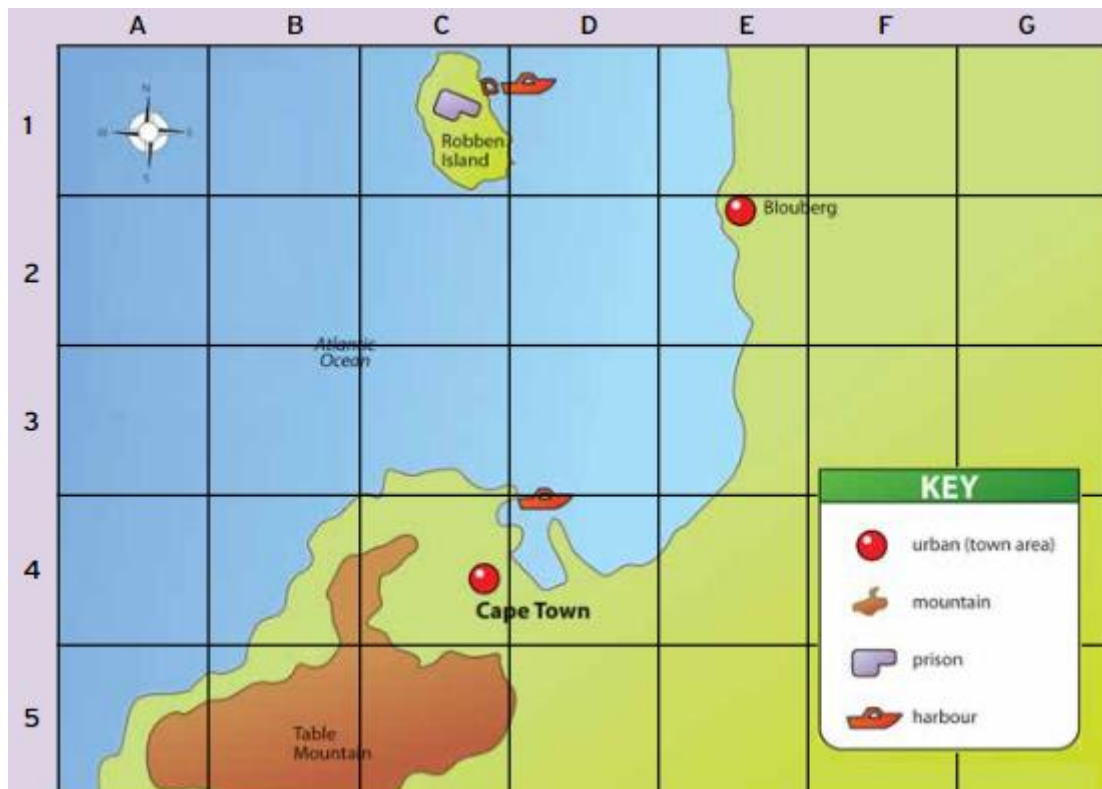 A B C D E F G
1
N
W E
S
Robben
Island
Blouberg
2
Atlantic
Ocean
3
KEY
urban (town area)
mountain
prison
harbour
4
Cape Town
5
Table
Mountain